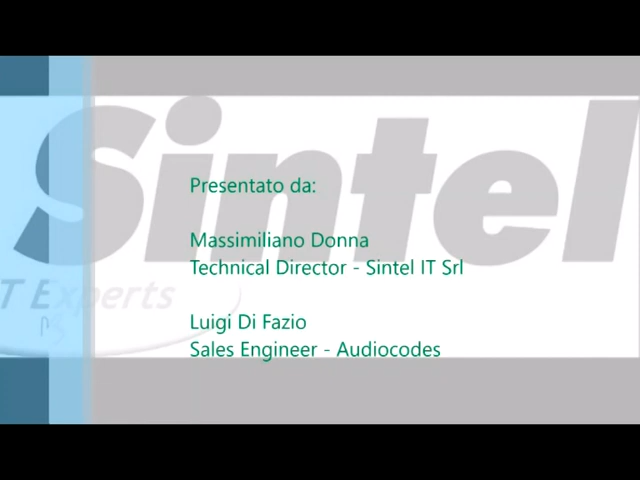 Sintel
T Experts
Presentato da:
Massimiliano Donna
Technical Director - Sintel IT Srl
Luigi Di Fazio
Sales Engineer - Audiocodes